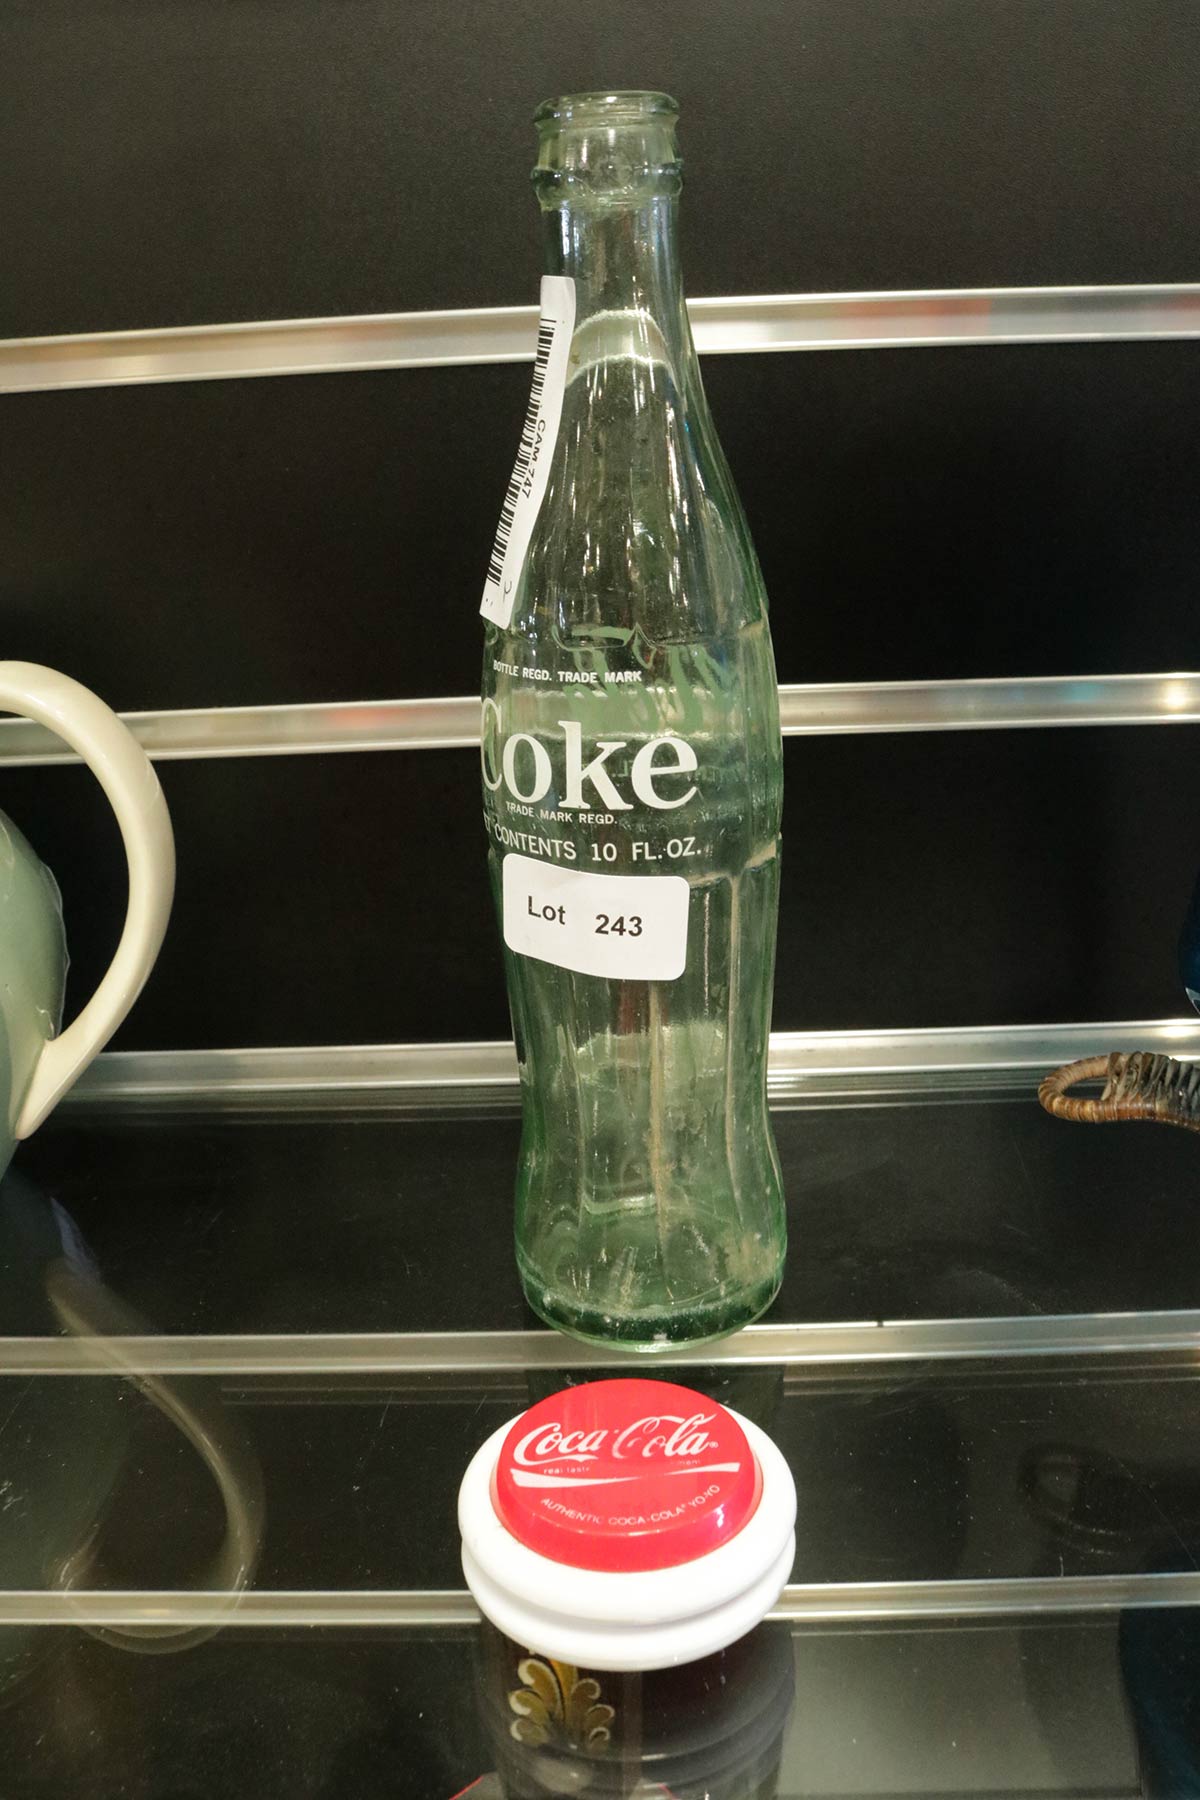 CAM-747
BOTTLE REGD. TRADE MARK
Coke
TRADE MARK REGD.
CONTENTS 10 FL. OZ.
Lot 243
Coca-Cola®
real
AUTHENTIC COCA-COLA® YO-YO